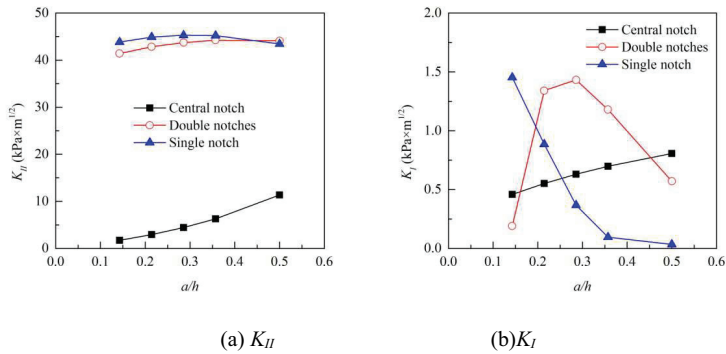 50
40
30
20
10
0
K_II (kPa×m^1/2)
Central notch
Double notches
Single notch
0.0 0.1 0.2 0.3 0.4 0.5 0.6
a/h
(a) K_II
2.0
1.5
1.0
0.5
0.0
K_I (kPa×m^1/2)
Central notch
Double notches
Single notch
0.0 0.1 0.2 0.3 0.4 0.5 0.6
a/h
(b)K_I